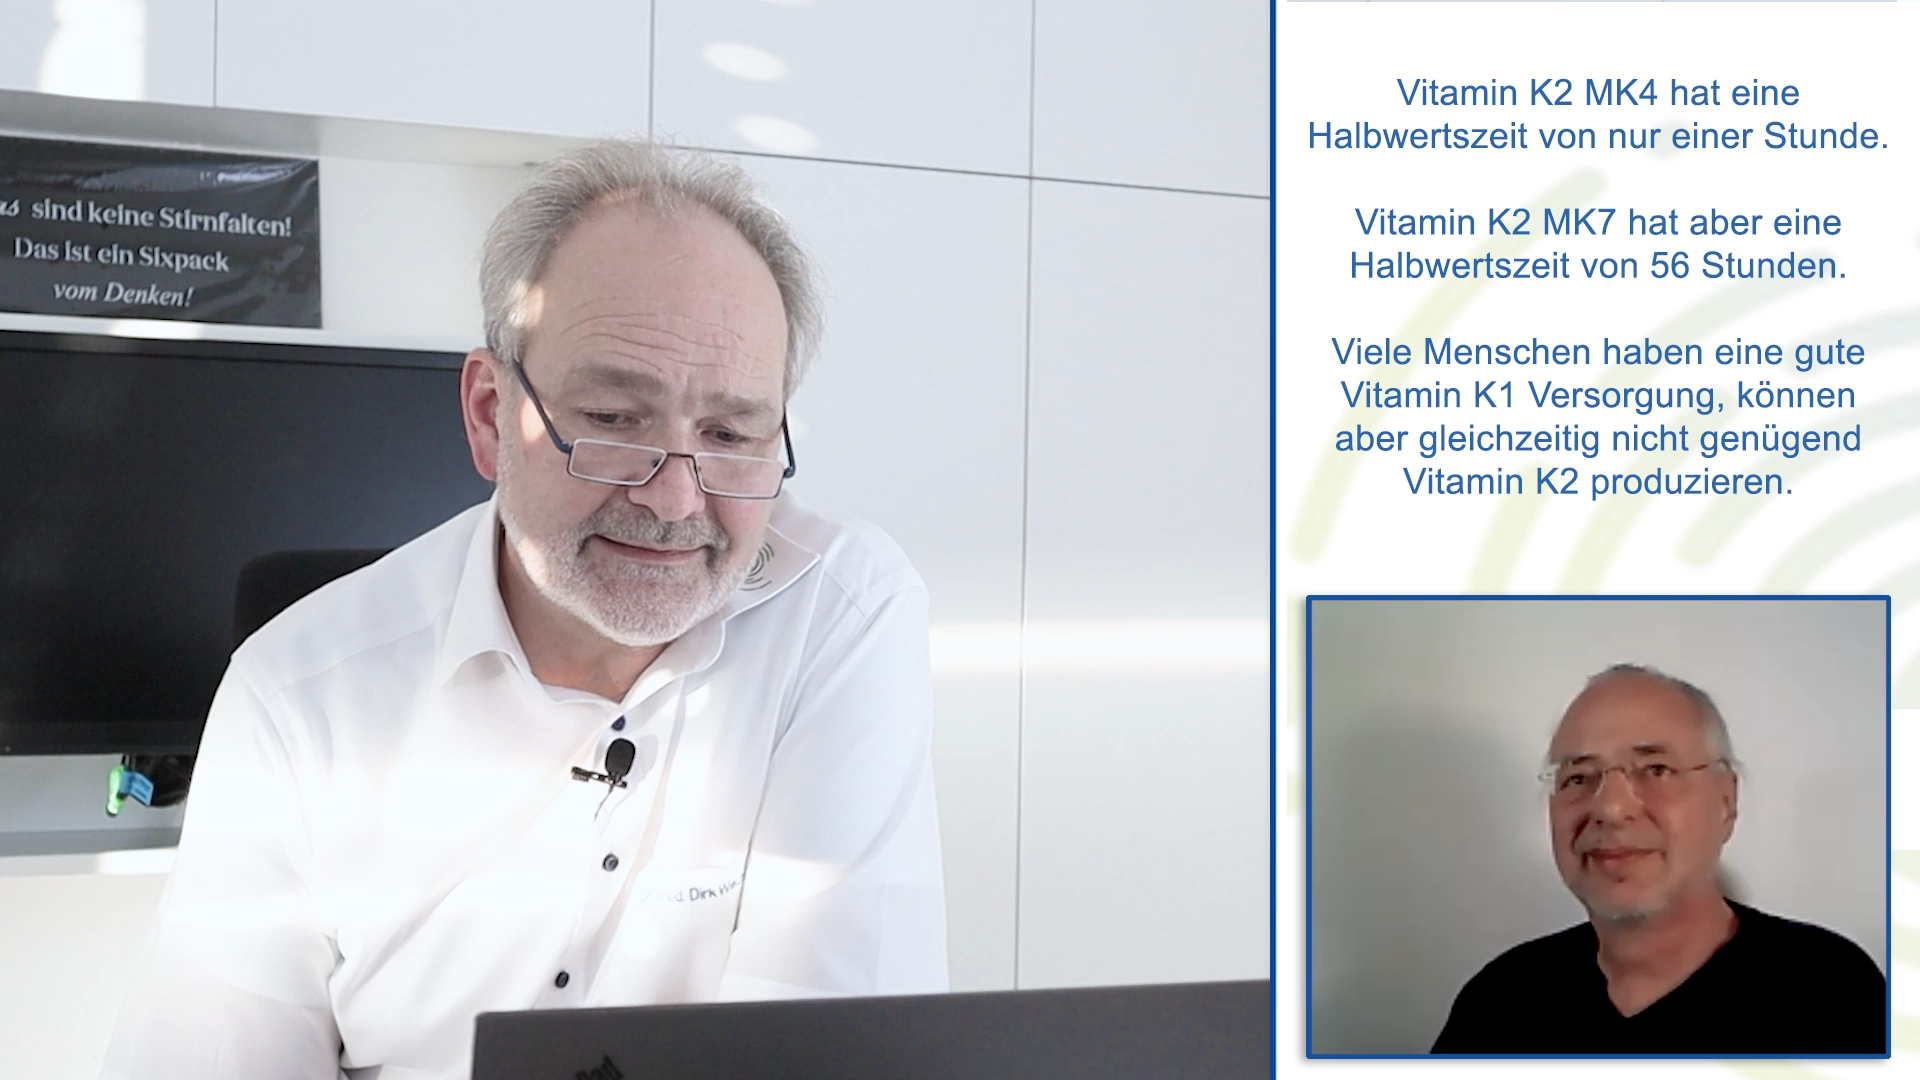 sind keine Stirnfalten!
Das ist ein Sixpack
vom Denken!
Dirk
Vitamin K2 MK4 hat eine
Halbwertszeit von nur einer Stunde.
Vitamin K2 MK7 hat aber eine
Halbwertszeit von 56 Stunden.
Viele Menschen haben eine gute
Vitamin K1 Versorgung, können
aber gleichzeitig nicht genügend
Vitamin K2 produzieren.